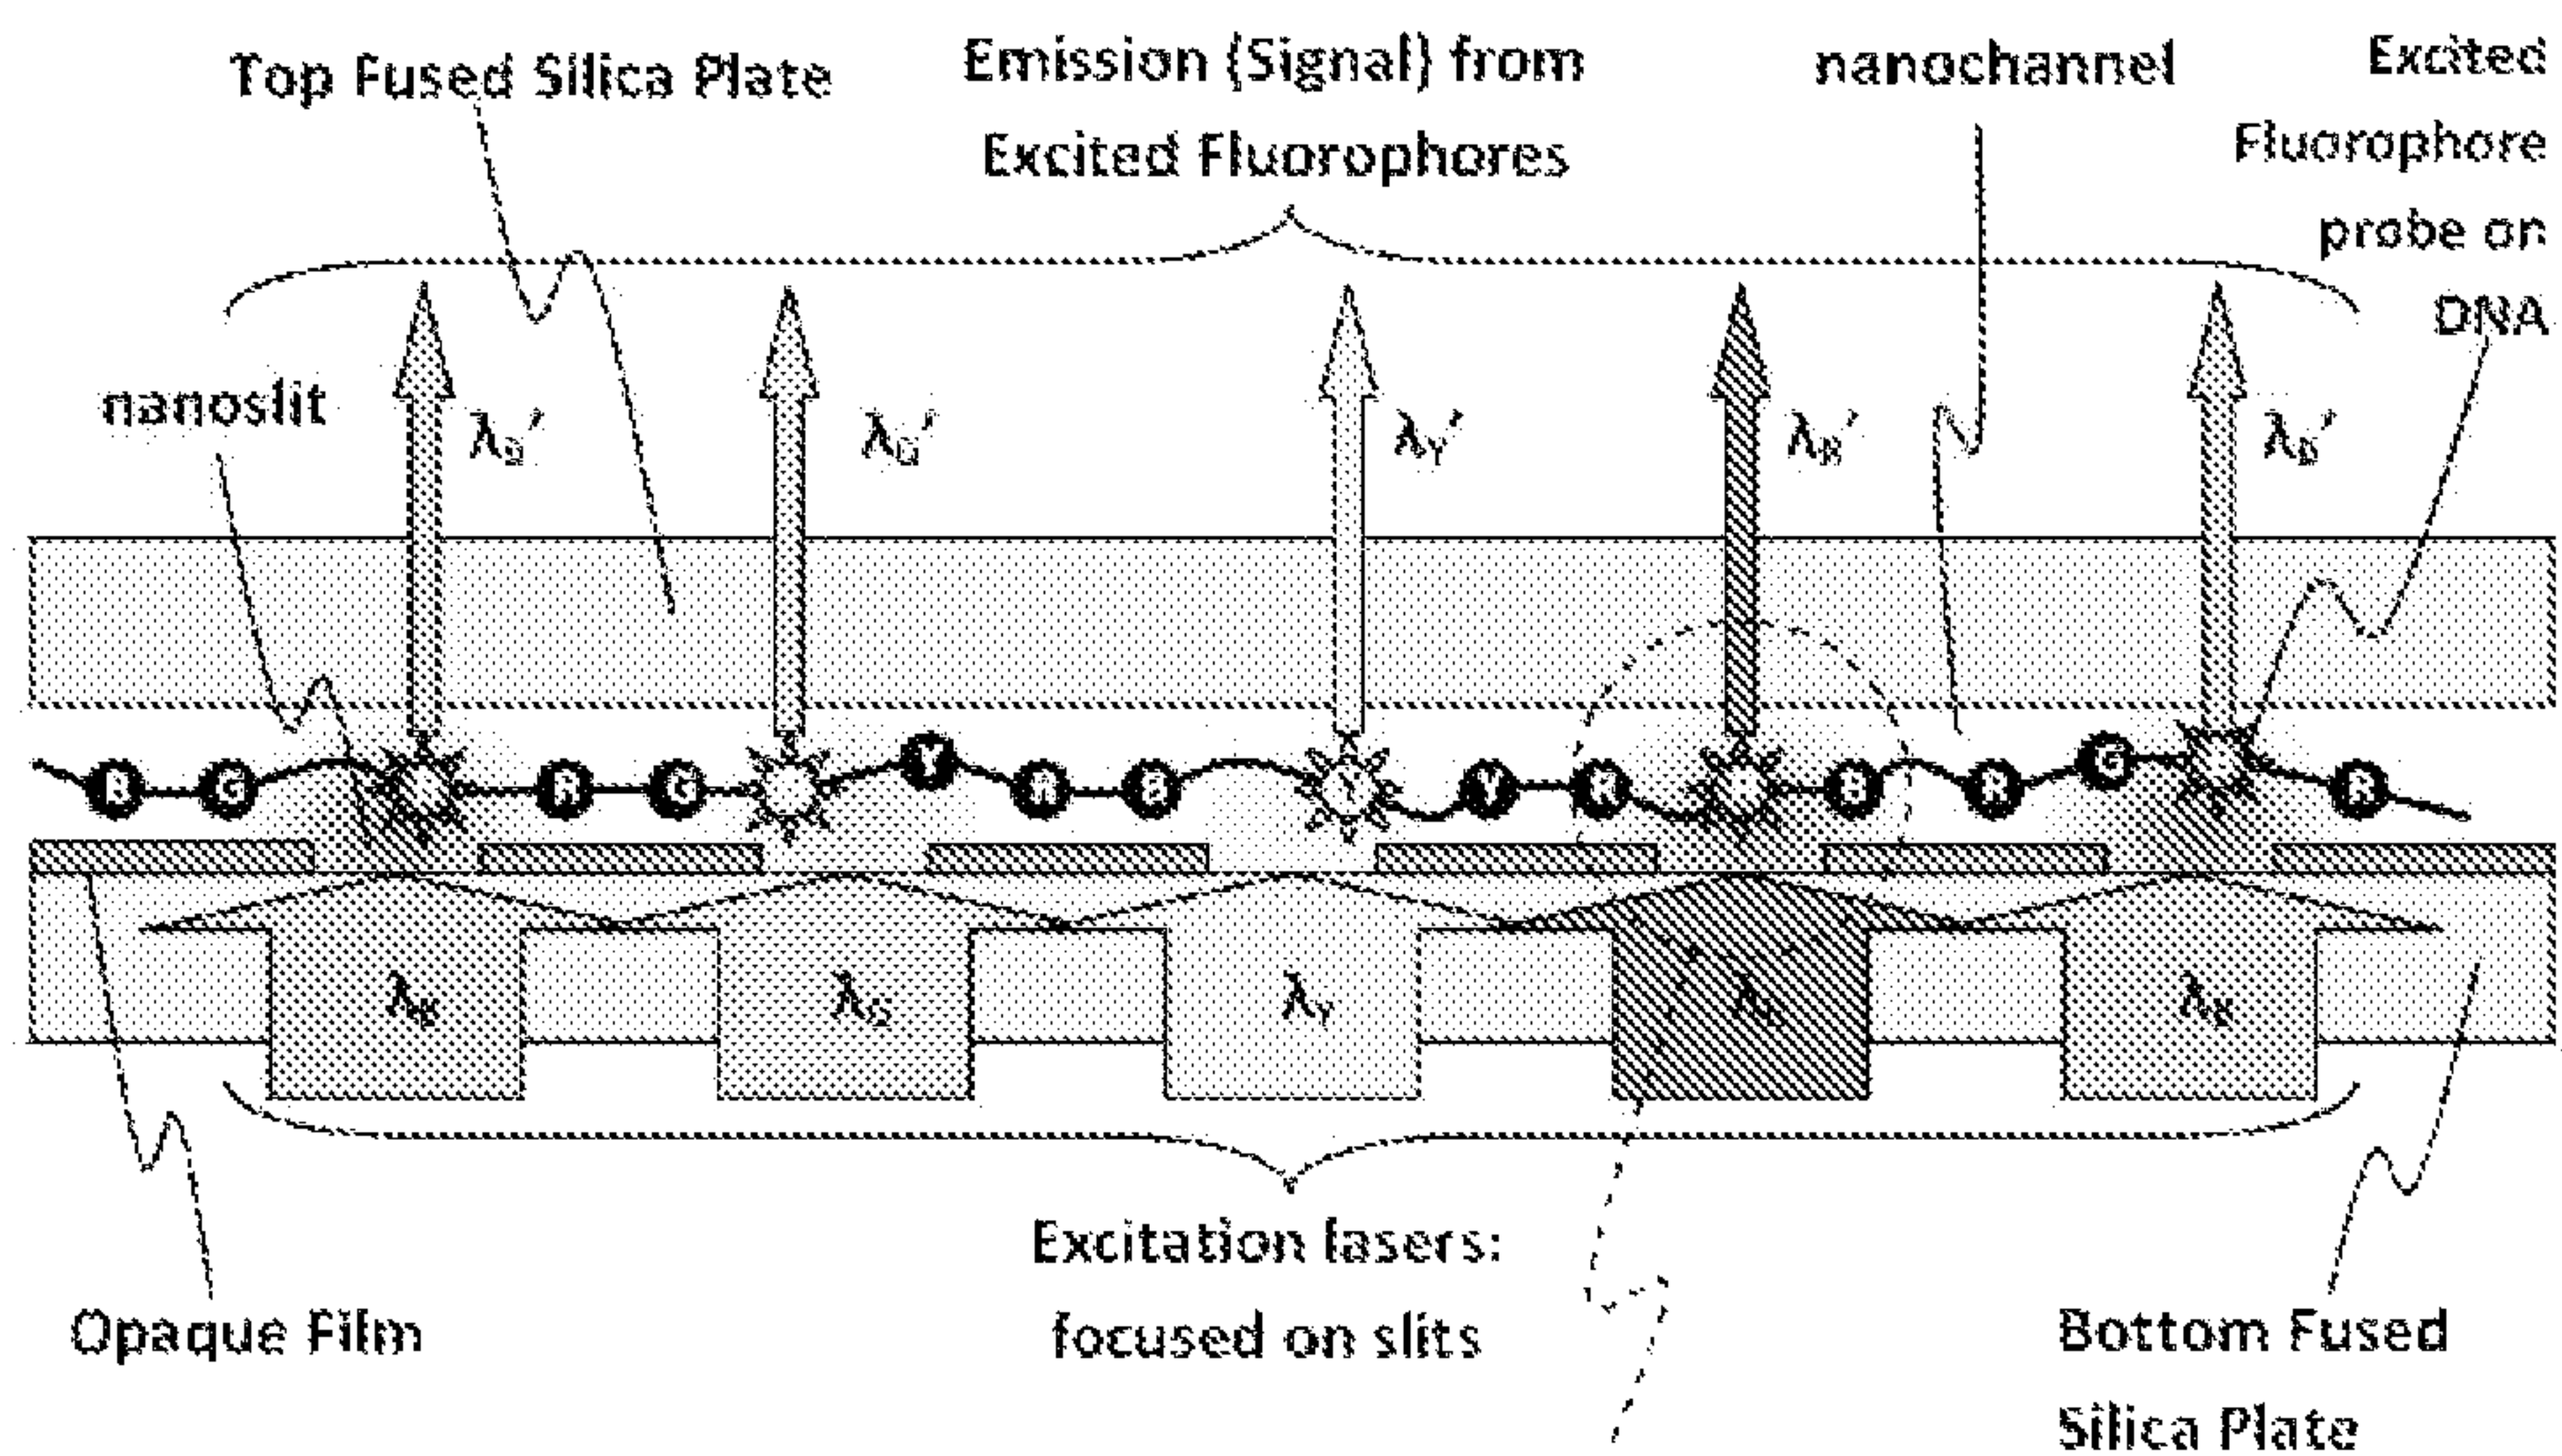 Top Fused Silica Plate
Emission (Signal) from
Excited Fluorophores
nanochannel
Excited
Fluorophore
probe on
DNA
nanoslit
λG′
λY′
λR′
G
Y
B
Y
B
R
G
R
λG
λY
Excitation lasers:
focused on slits
Opaque Film
Bottom Fused
Silica Plate